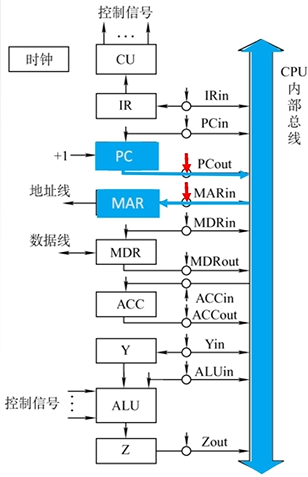 控制信号
...
时钟
CU
CPU
内部总线
IR
IRin
PCin
+1
PC
PCout
地址线
MAR
MARin
MDRin
数据线
MDR
MDRout
ACC
ACCin
ACCout
Y
Yin
ALUin
控制信号
ALU
Z
Zout